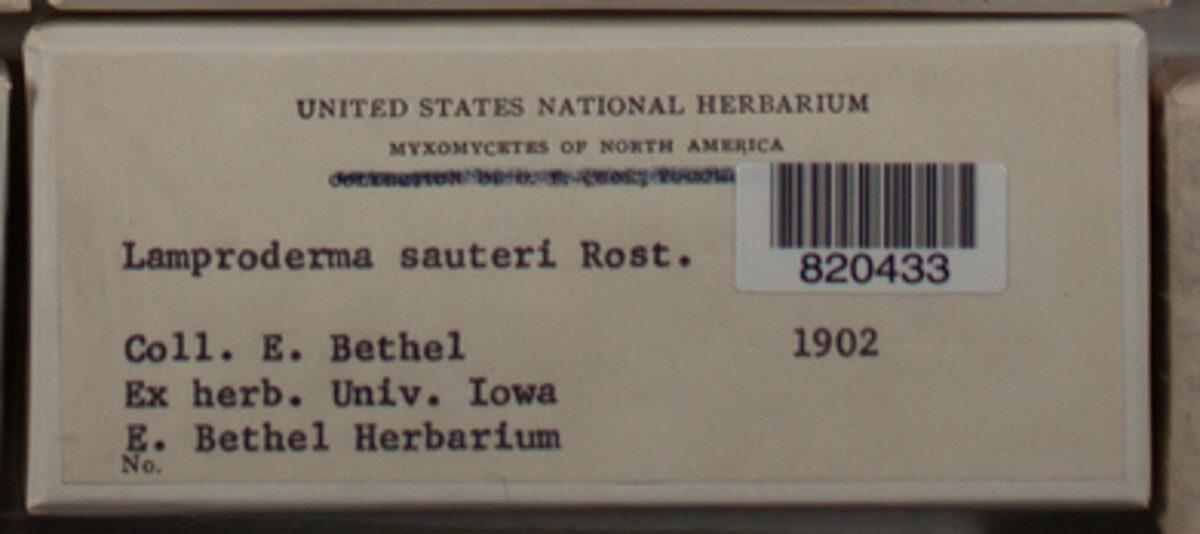 UNITED STATES NATIONAL HERBARIUM
MYXOMYCETES OF NORTH AMERICA
Lamproderma sauteri Rost.
820433
Coll. E. Bethel 1902
Ex herb. Univ. Iowa
E. Bethel Herbarium
No.